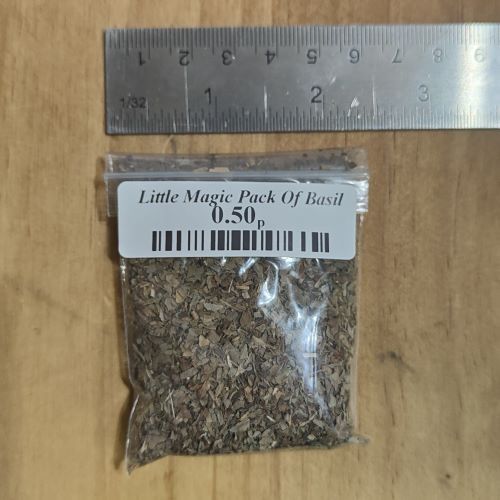 1 2 3 4 5 6 7 8 9
1/32 1 2 3
Little Magic Pack Of Basil
0.50p